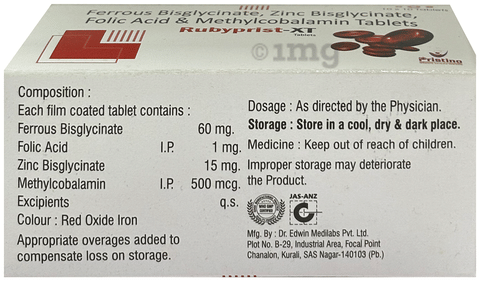 Ferrous Bisglycinate, Zinc Bisglycinate,
Folic Acid & Methylcobalamin Tablets
Rubyprist-XT
Tablets
1mg
Pristino
Composition :
Each film coated tablet contains :
Ferrous Bisglycinate 60 mg.
Folic Acid I.P. 1 mg.
Zinc Bisglycinate 15 mg.
Methylcobalamin I.P. 500 mcg.
Excipients q.s.
Colour : Red Oxide Iron
Appropriate overages added to
compensate loss on storage.
Dosage : As directed by the Physician.
Storage : Store in a cool, dry & dark place.
Medicine : Keep out of reach of children.
Improper storage may deteriorate
the Product.
JAS-ANZ
Mfg. By : Dr. Edwin Medilabs Pvt. Ltd.
Plot No. B-29, Industrial Area, Focal Point
Chanalon, Kurali, SAS Nagar-140103 (Pb.)